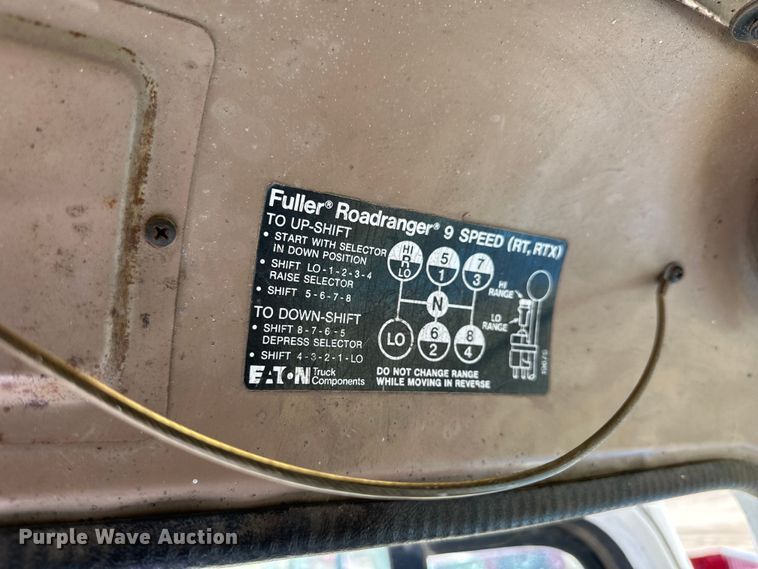 Fuller® Roadranger® 9 SPEED (RT, RTX)
TO UP-SHIFT
• START WITH SELECTOR
IN DOWN POSITION
• SHIFT LO-1-2-3-4
RAISE SELECTOR
• SHIFT 5-6-7-8
TO DOWN-SHIFT
• SHIFT 8-7-6-5
DEPRESS SELECTOR
• SHIFT 4-3-2-1-LO
EATON Truck
Components
HI
R
LO
5
1
7
3
N
LO
6
2
8
4
HI
RANGE
LO
RANGE
DO NOT CHANGE RANGE
WHILE MOVING IN REVERSE
Purple Wave Auction